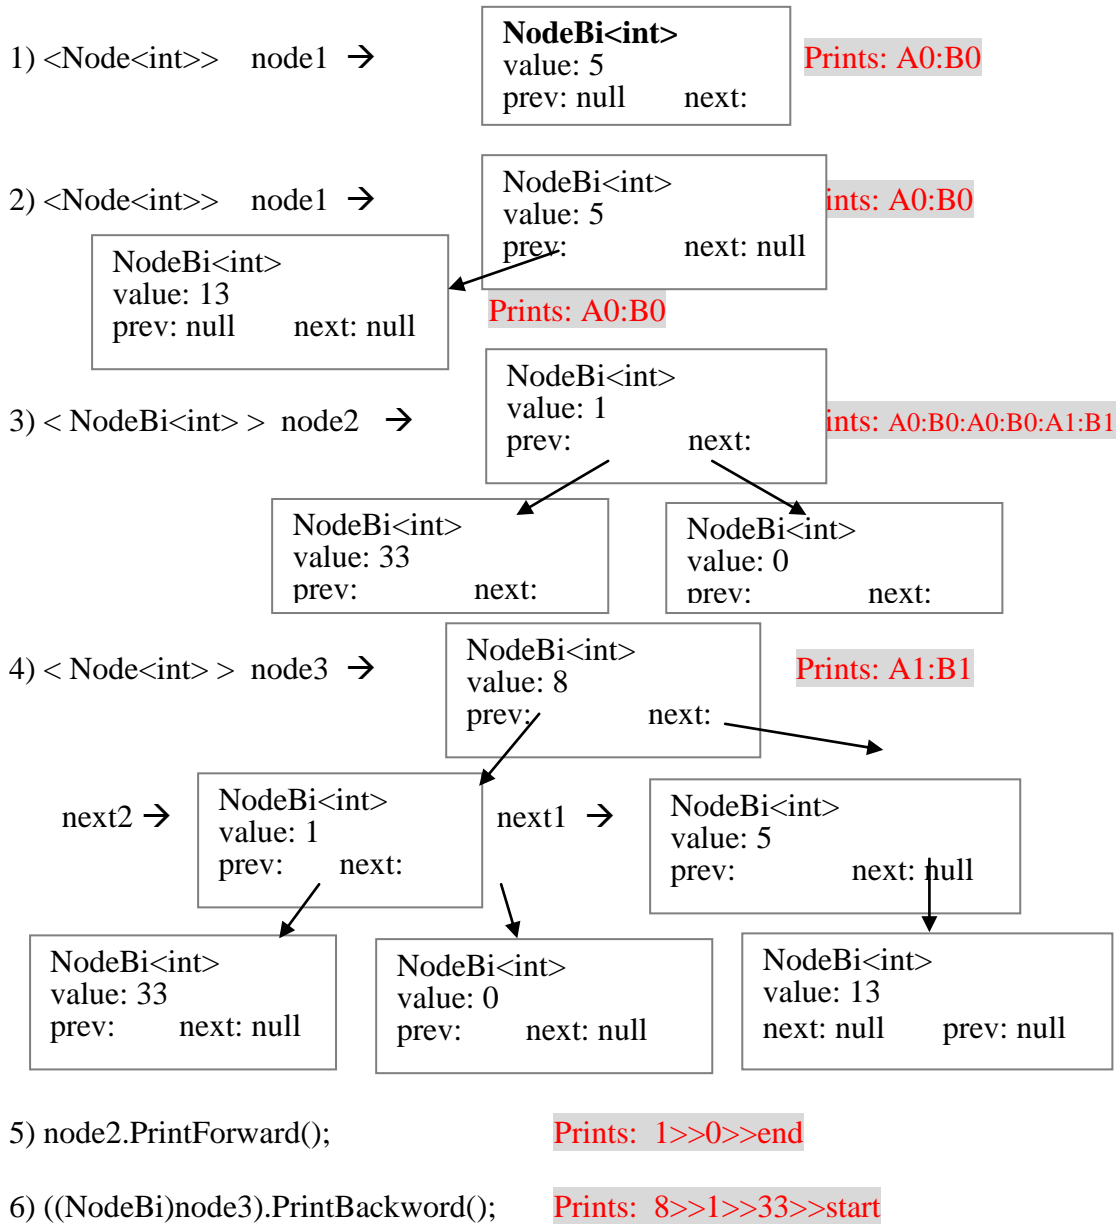 1) <Node<int>> node1 →
NodeBi<int>
value: 5
prev: null next:
Prints: A0:B0
2) <Node<int>> node1 →
NodeBi<int>
value: 5
prev: next: null
ints: A0:B0
NodeBi<int>
value: 13
prev: null next: null
Prints: A0:B0
3) < NodeBi<int> > node2 →
NodeBi<int>
value: 1
prev: next:
ints: A0:B0:A0:B0:A1:B1
NodeBi<int>
value: 33
prev: next:
NodeBi<int>
value: 0
prev: next:
4) < Node<int> > node3 →
NodeBi<int>
value: 8
prev: next:
Prints: A1:B1
next2 →
NodeBi<int>
value: 1
prev: next:
next1 →
NodeBi<int>
value: 5
prev: next: null
NodeBi<int>
value: 33
prev: next: null
NodeBi<int>
value: 0
prev: next: null
NodeBi<int>
value: 13
next: null prev: null
5) node2.PrintForward(); Prints: 1>>0>>end
6) ((NodeBi)node3).PrintBackword(); Prints: 8>>1>>33>>start